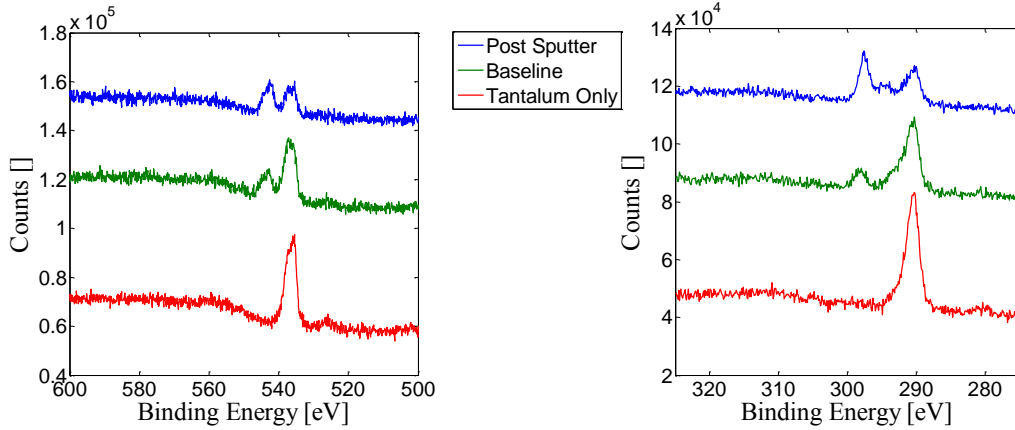 x 10^5
1.8
1.6
1.4
1.2
1
0.8
0.6
0.4
600 580 560 540 520 500
Binding Energy [eV]
Counts []
Post Sputter
Baseline
Tantalum Only
x 10^4
14
12
10
8
6
4
2
320 310 300 290 280
Binding Energy [eV]
Counts []